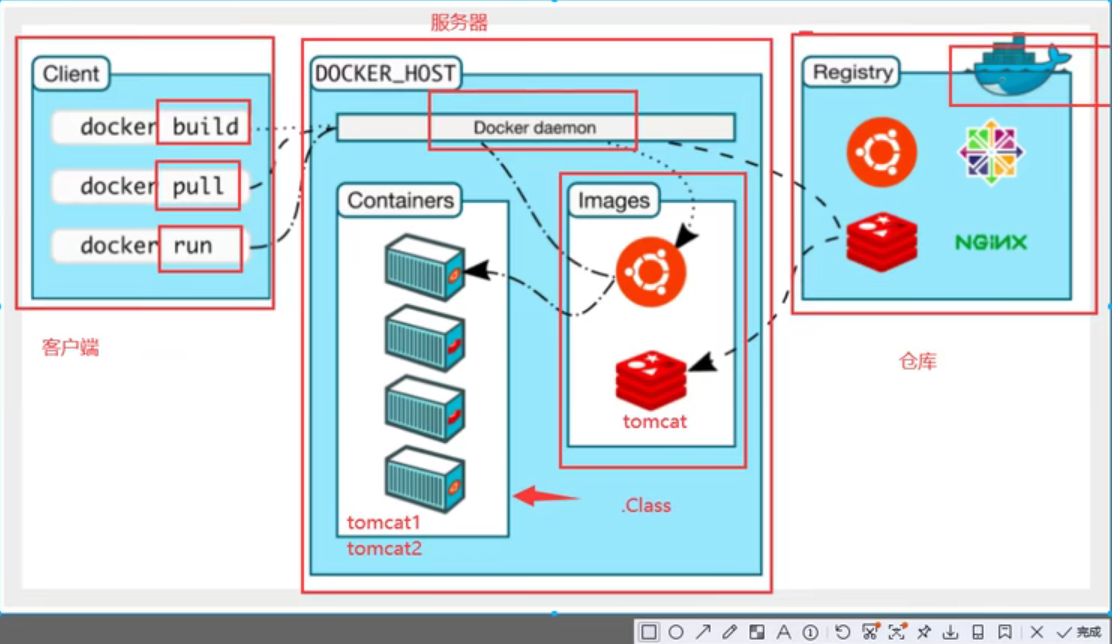 服务器
Client
docker build
docker pull
docker run
客户端
DOCKER_HOST
Docker daemon
Containers
tomcat1
tomcat2
Images
tomcat
.Class
Registry
NGINX
仓库
完成